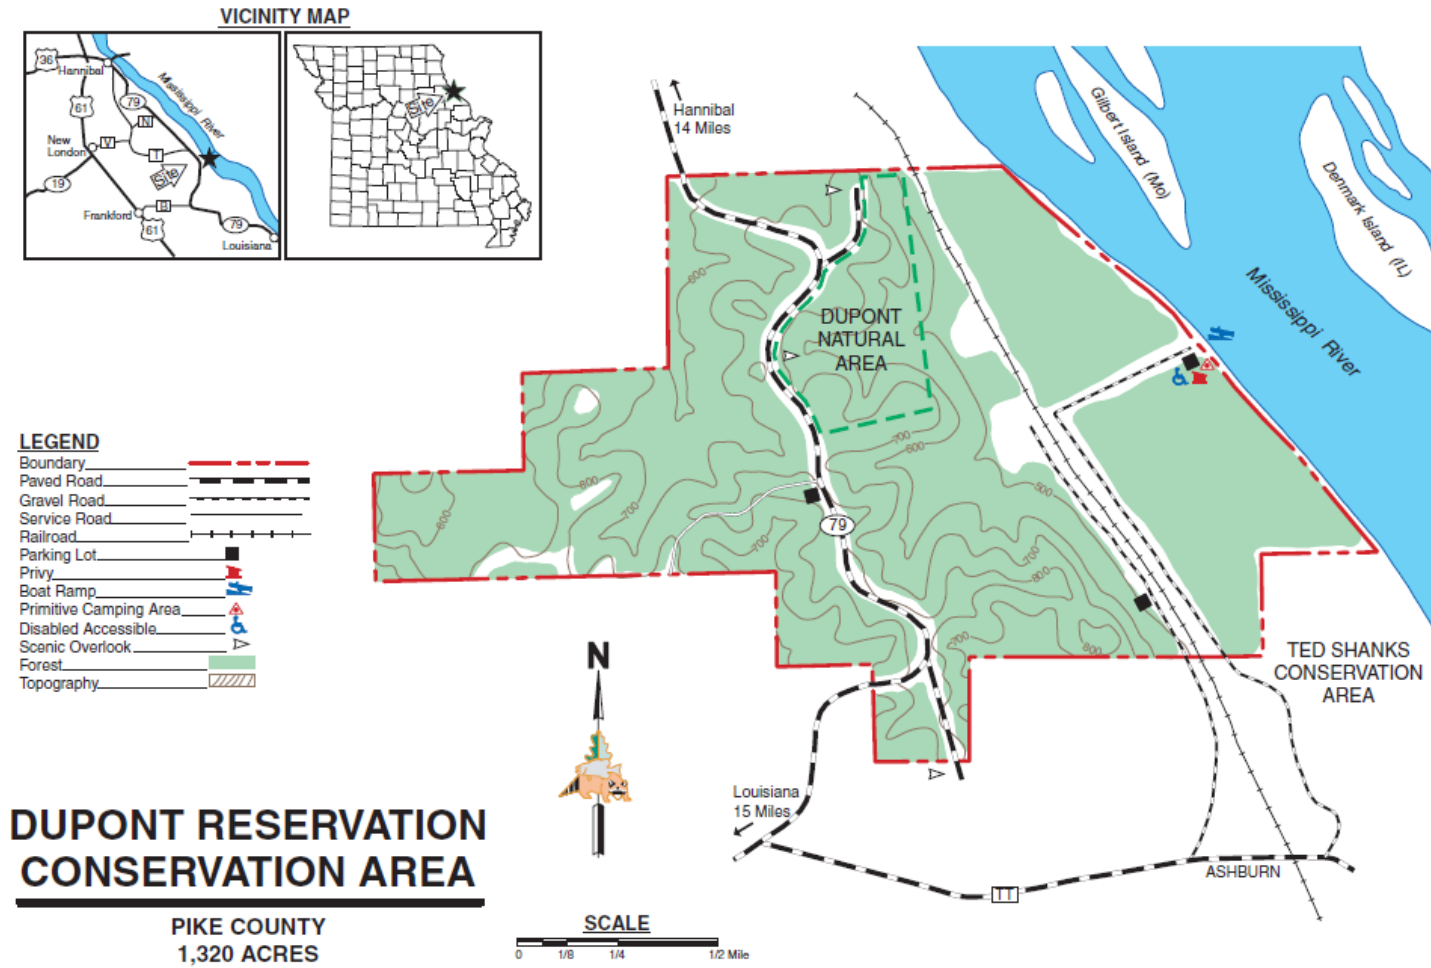 VICINITY MAP
36
Hannibal
Mississippi River
79
61
N
New London
V
T
Site
19
Frankford
B
61
79
Louisiana
Site
Hannibal
14 Miles
Gilbert Island (Mo)
Denmark Island (IL)
Mississippi River
DUPONT
NATURAL
AREA
600
700
600
500
600
700
600
700
79
700
800
700
800
LEGEND
Boundary
Paved Road
Gravel Road
Service Road
Railroad
Parking Lot
Privy
Boat Ramp
Primitive Camping Area
Disabled Accessible
Scenic Overlook
Forest
Topography
N
TED SHANKS
CONSERVATION
AREA
Louisiana
15 Miles
ASHBURN
TT
DUPONT RESERVATION
CONSERVATION AREA
PIKE COUNTY
1,320 ACRES
SCALE
0 1/8 1/4 1/2 Mile